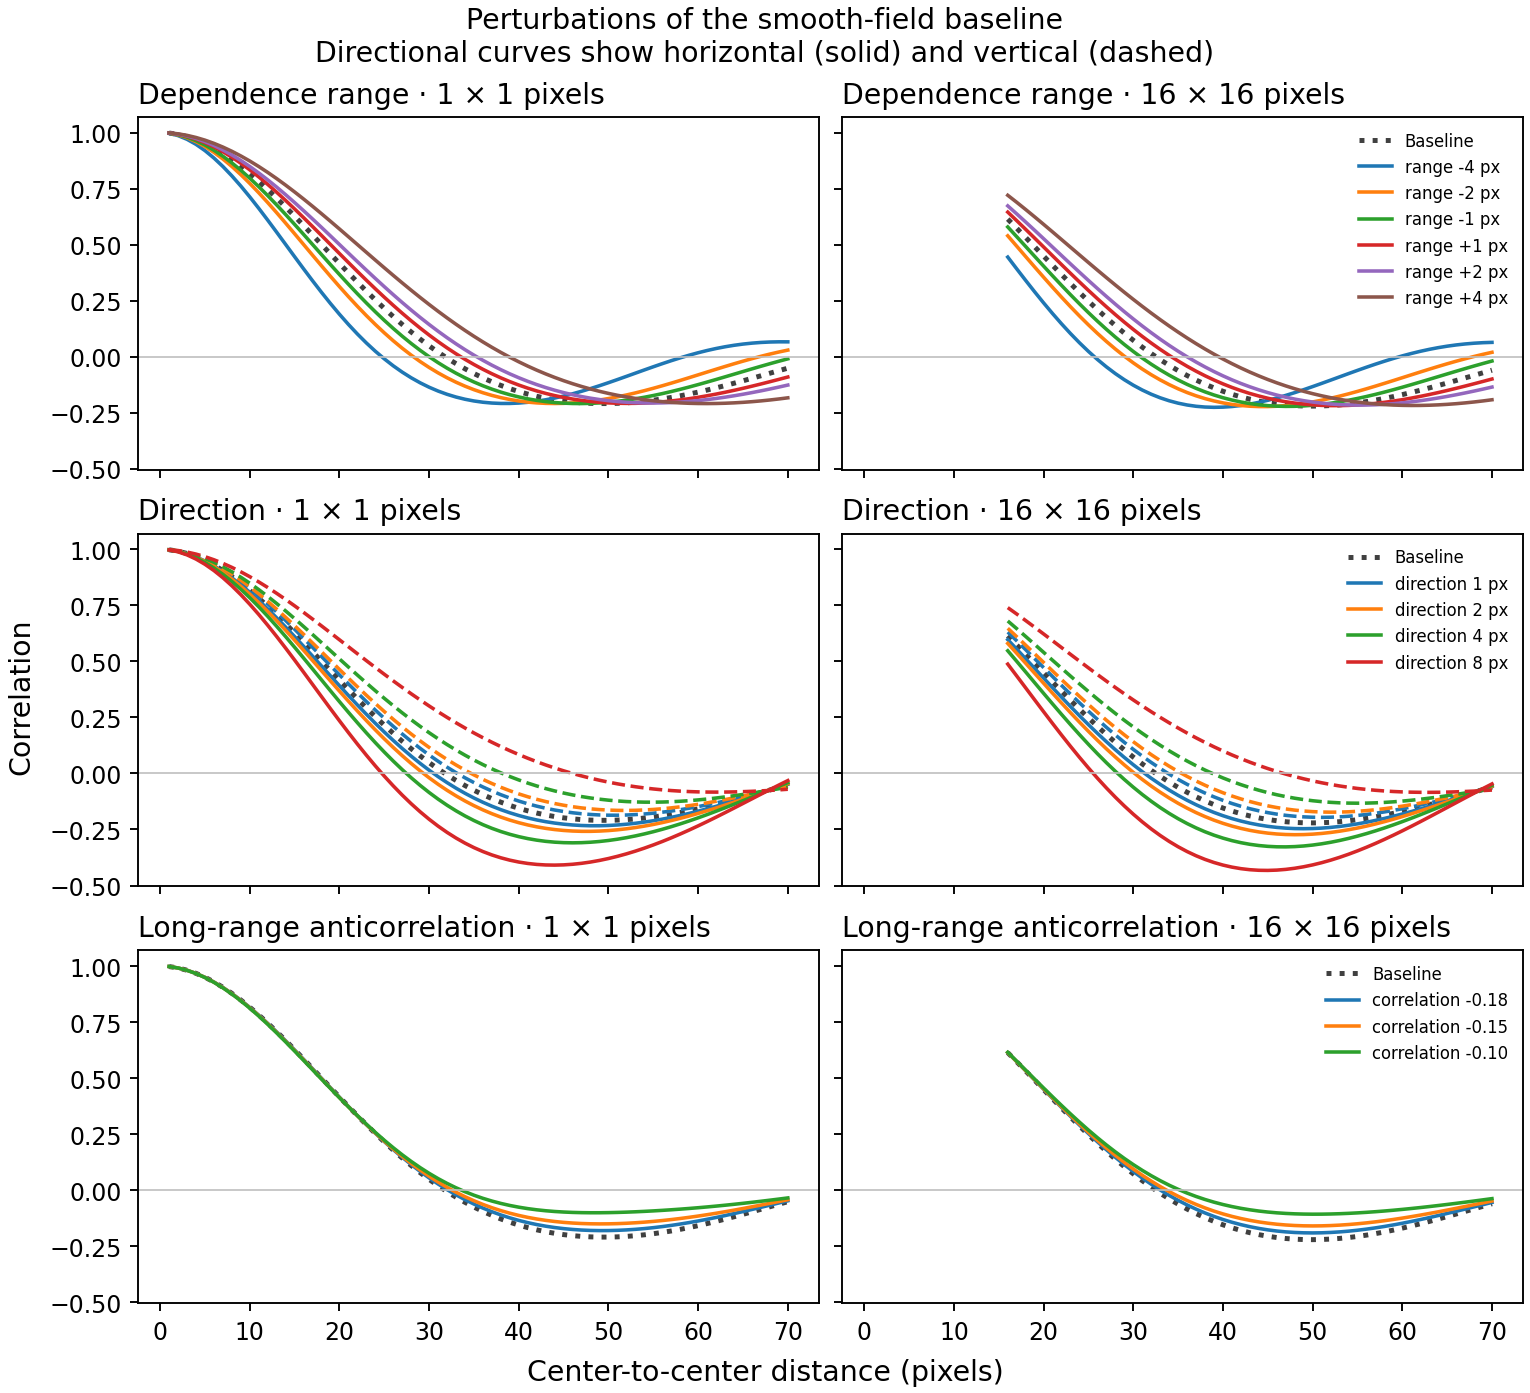 Perturbations of the smooth-field baseline
Directional curves show horizontal (solid) and vertical (dashed)
Dependence range · 1 × 1 pixels
1.00
0.75
0.50
0.25
0.00
−0.25
−0.50
Dependence range · 16 × 16 pixels
Baseline
range -4 px
range -2 px
range -1 px
range +1 px
range +2 px
range +4 px
Direction · 1 × 1 pixels
1.00
0.75
0.50
0.25
0.00
−0.25
−0.50
Direction · 16 × 16 pixels
Baseline
direction 1 px
direction 2 px
direction 4 px
direction 8 px
Correlation
Long-range anticorrelation · 1 × 1 pixels
1.00
0.75
0.50
0.25
0.00
−0.25
−0.50
0 10 20 30 40 50 60 70
Long-range anticorrelation · 16 × 16 pixels
Baseline
correlation -0.18
correlation -0.15
correlation -0.10
0 10 20 30 40 50 60 70
Center-to-center distance (pixels)